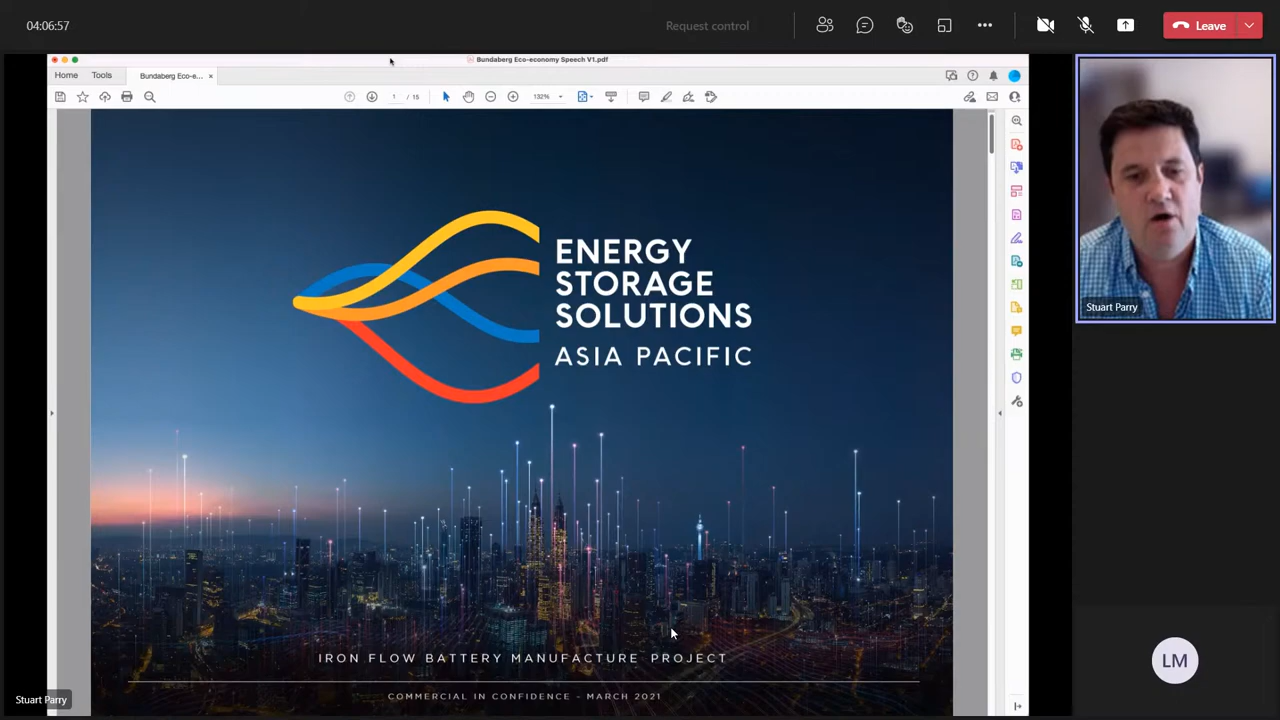 04:06:57
Request control
Leave
Bundaberg Eco-economy Speech V1.pdf
Home
Tools
Bundaberg Eco-e...
1 / 15
132%
ENERGY
STORAGE
SOLUTIONS
ASIA PACIFIC
IRON FLOW BATTERY MANUFACTURE PROJECT
COMMERCIAL IN CONFIDENCE - MARCH 2021
Stuart Parry
Stuart Parry
LM